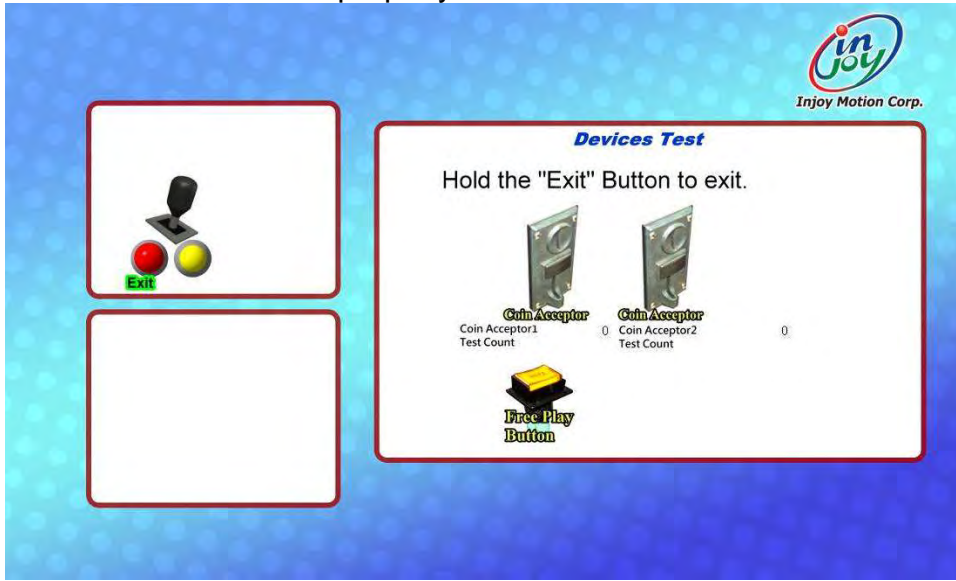 in
joy
Injoy Motion Corp.
Devices Test
Hold the "Exit" Button to exit.
Exit
Coin Acceptor
Coin Acceptor
Coin Acceptor1
Test Count
0
Coin Acceptor2
Test Count
0
Free Play
Button